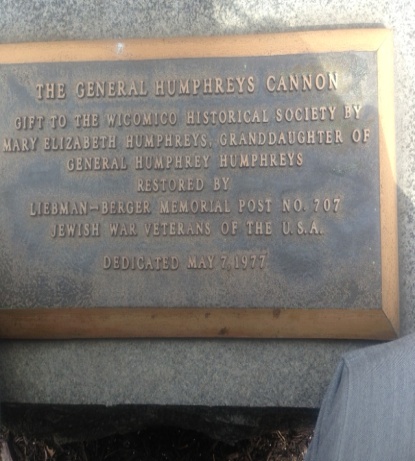 THE GENERAL HUMPHREYS CANNON
GIFT TO THE WICOMICO HISTORICAL SOCIETY BY
MARY ELIZABETH HUMPHREYS, GRANDDAUGHTER OF
GENERAL HUMPHREY HUMPHREYS
RESTORED BY
LIEBMAN-BERGER MEMORIAL POST NO. 707
JEWISH WAR VETERANS OF THE U.S.A.
DEDICATED MAY 7, 1977